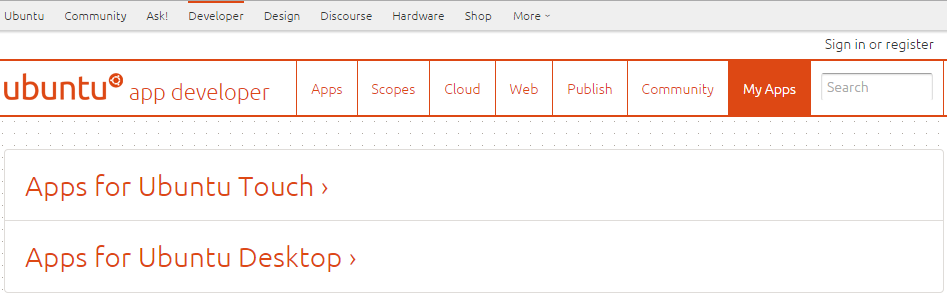 Ubuntu Community Ask! Developer Design Discourse Hardware Shop More
Sign in or register
ubuntu app developer Apps Scopes Cloud Web Publish Community My Apps Search
Apps for Ubuntu Touch ›
Apps for Ubuntu Desktop ›